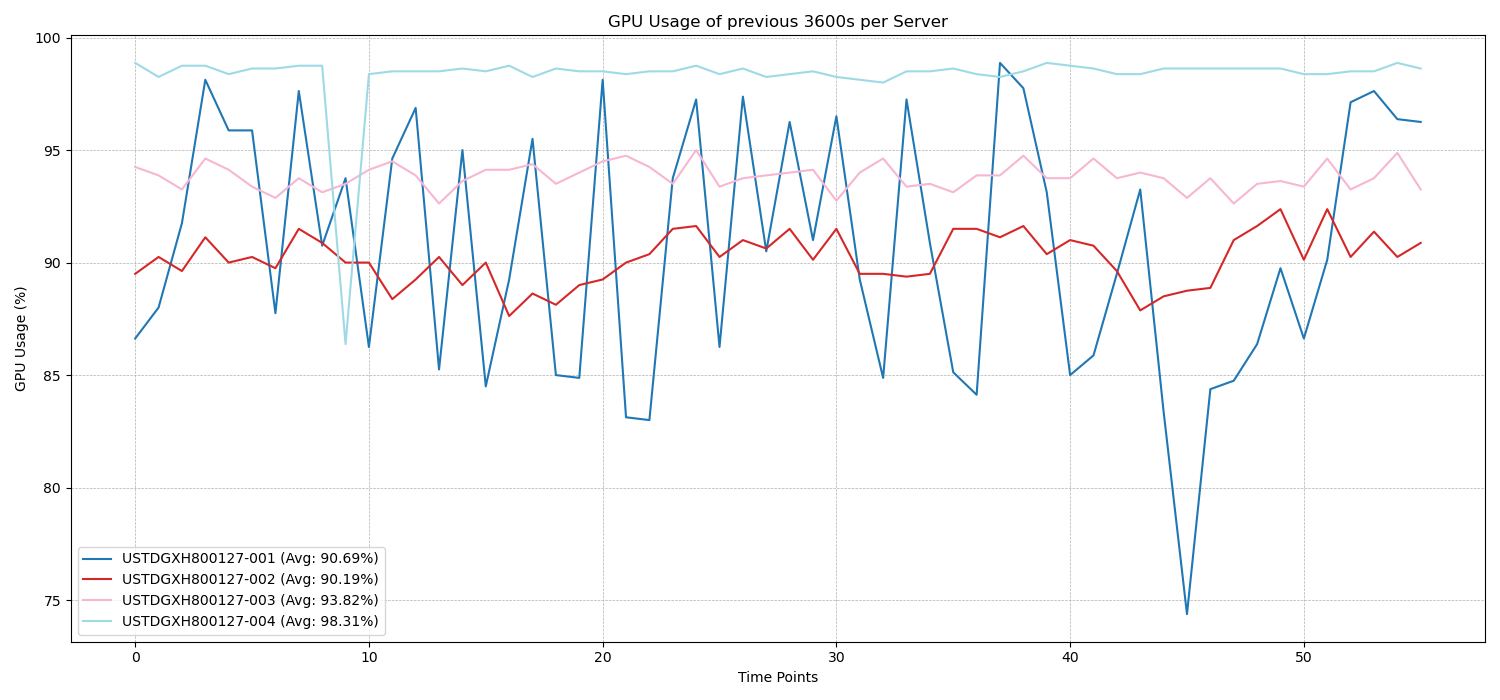 GPU Usage of previous 3600s per Server
100
95
90
85
80
75
GPU Usage (%)
USTDGXH800127-001 (Avg: 90.69%)
USTDGXH800127-002 (Avg: 90.19%)
USTDGXH800127-003 (Avg: 93.82%)
USTDGXH800127-004 (Avg: 98.31%)
0 10 20 30 40 50
Time Points